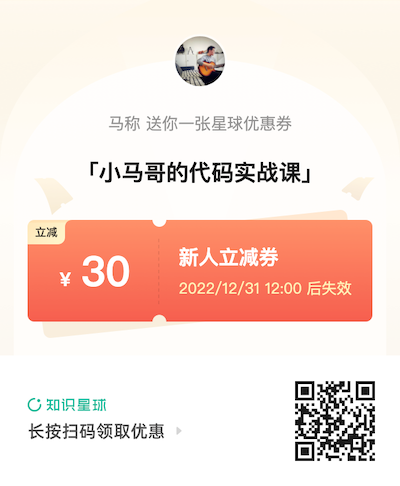 马称 送你一张星球优惠券
「小马哥的代码实战课」
立减
¥ 30
新人立减券
2022/12/31 12:00 后失效
知识星球
长按扫码领取优惠